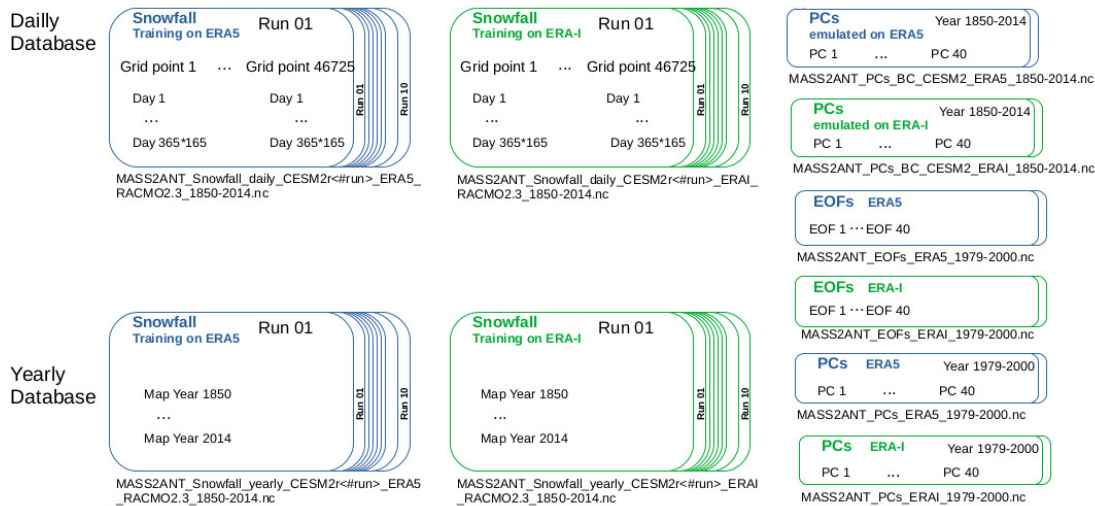 Dailly
Database
Snowfall
Training on ERA5
Run 01
Grid point 1 ... Grid point 46725
Day 1 Day 1
... ...
Day 365*165 Day 365*165
Run 01
Run 10
MASS2ANT_Snowfall_daily_CESM2r<#run>_ERA5_
RACMO2.3_1850-2014.nc
Snowfall
Training on ERA-I
Run 01
Grid point 1 ... Grid point 46725
Day 1 Day 1
... ...
Day 365*165 Day 365*165
Run 01
Run 10
MASS2ANT_Snowfall_daily_CESM2r<#run>_ERAI_
RACMO2.3_1850-2014.nc
PCs Year 1850-2014
emulated on ERA5
PC 1 ... PC 40
MASS2ANT_PCs_BC_CESM2_ERA5_1850-2014.nc
PCs Year 1850-2014
emulated on ERA-I
PC 1 ... PC 40
MASS2ANT_PCs_BC_CESM2_ERAI_1850-2014.nc
EOFs ERA5
EOF 1 ... EOF 40
MASS2ANT_EOFs_ERA5_1979-2000.nc
EOFs ERA-I
EOF 1 ... EOF 40
MASS2ANT_EOFs_ERAI_1979-2000.nc
PCs ERA5 Year 1979-2000
PC 1 ... PC 40
MASS2ANT_PCs_ERA5_1979-2000.nc
PCs ERA-I Year 1979-2000
PC 1 ... PC 40
MASS2ANT_PCs_ERAI_1979-2000.nc
Yearly
Database
Snowfall
Training on ERA5
Run 01
Map Year 1850
...
Map Year 2014
Run 01
Run 10
MASS2ANT_Snowfall_yearly_CESM2r<#run>_ERA5
_RACMO2.3_1850-2014.nc
Snowfall
Training on ERA-I
Run 01
Map Year 1850
...
Map Year 2014
Run 01
Run 10
MASS2ANT_Snowfall_yearly_CESM2r<#run>_ERAI
_RACMO2.3_1850-2014.nc